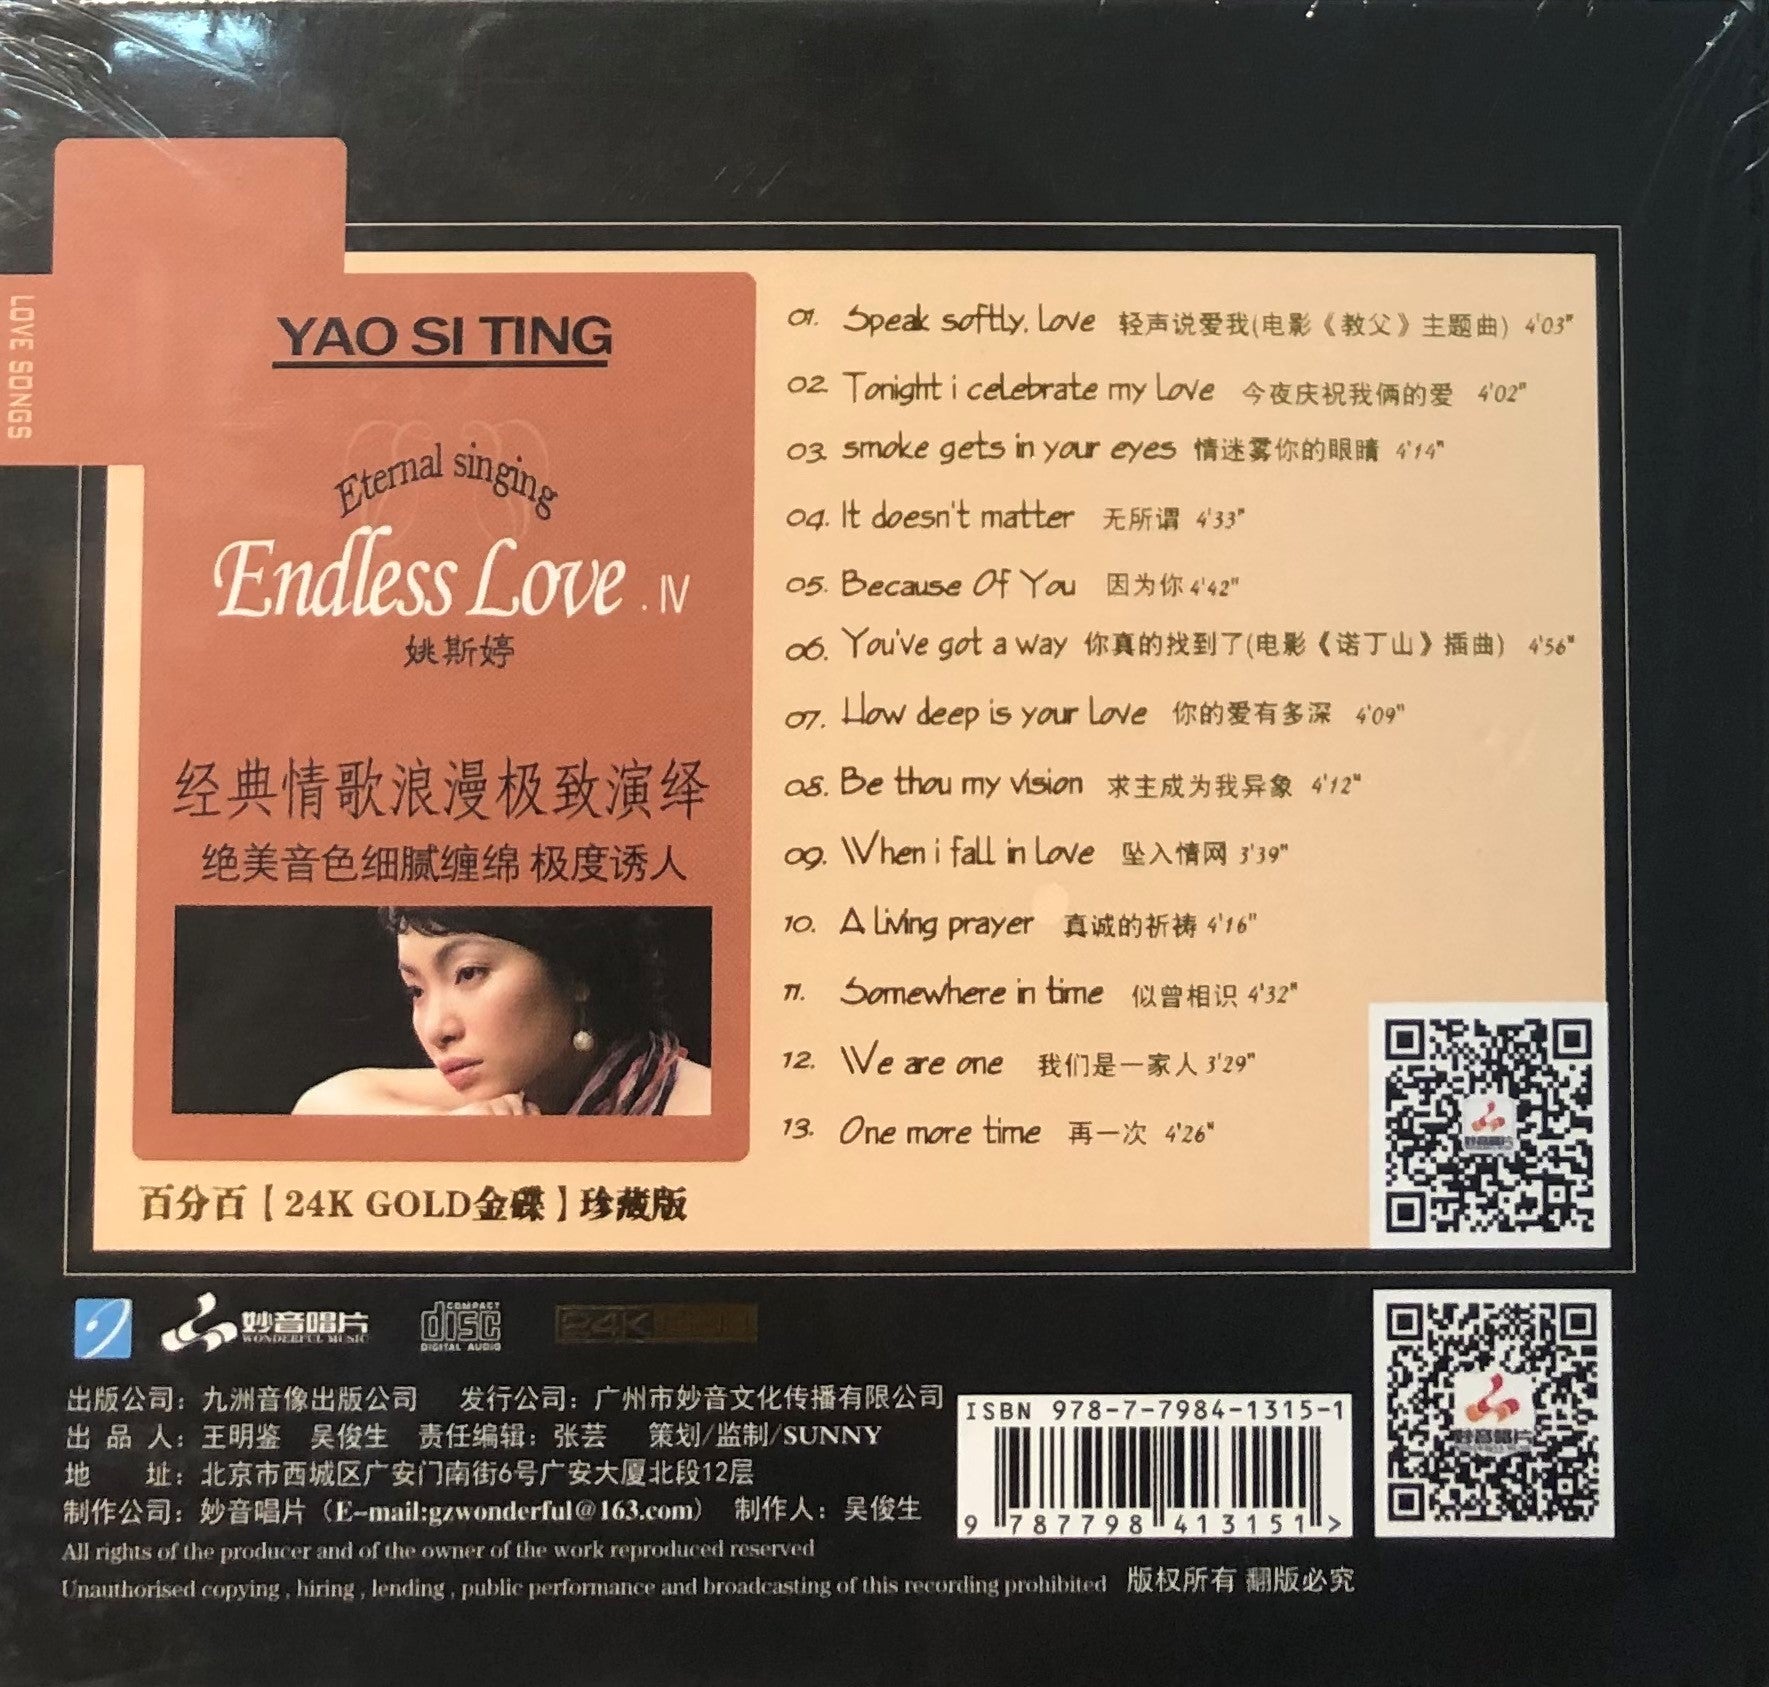 LOVE SONGS
YAO SI TING
Eternal singing
Endless Love . IV
姚斯婷
经典情歌浪漫极致演绎
绝美音色细腻缠绵 极度诱人
百分百【24K GOLD金碟】珍藏版
01. Speak softly, Love 轻声说爱我(电影《教父》主题曲) 4'03"
02. Tonight i celebrate my Love 今夜庆祝我俩的爱 4'02"
03. smoke gets in your eyes 情迷雾你的眼睛 4'14"
04. It doesn't matter 无所谓 4'33"
05. Because Of You 因为你 4'42"
06. You've got a way 你真的找到了(电影《诺丁山》插曲) 4'56"
07. How deep is your Love 你的爱有多深 4'09"
08. Be thou my vision 求主成为我异象 4'12"
09. When i fall in Love 坠入情网 3'39"
10. A Living prayer 真诚的祈祷 4'16"
11. Somewhere in time 似曾相识 4'32"
12. We are one 我们是一家人 3'29"
13. One more time 再一次 4'26"
妙音唱片
妙音唱片
WONDERFUL MUSIC
COMPACT
disc
DIGITAL AUDIO
24K
出版公司：九洲音像出版公司 发行公司：广州市妙音文化传播有限公司
出 品 人：王明鉴 吴俊生 责任编辑：张芸 策划/监制/SUNNY
地 址：北京市西城区广安门南街6号广安大厦北段12层
制作公司：妙音唱片（E-mail:gzwonderful@163.com） 制作人：吴俊生
All rights of the producer and of the owner of the work reproduced reserved
Unauthorised copying , hiring , lending , public performance and broadcasting of this recording prohibited 版权所有 翻版必究
ISBN 978-7-7984-1315-1
9 787798 413151 >
妙音唱片